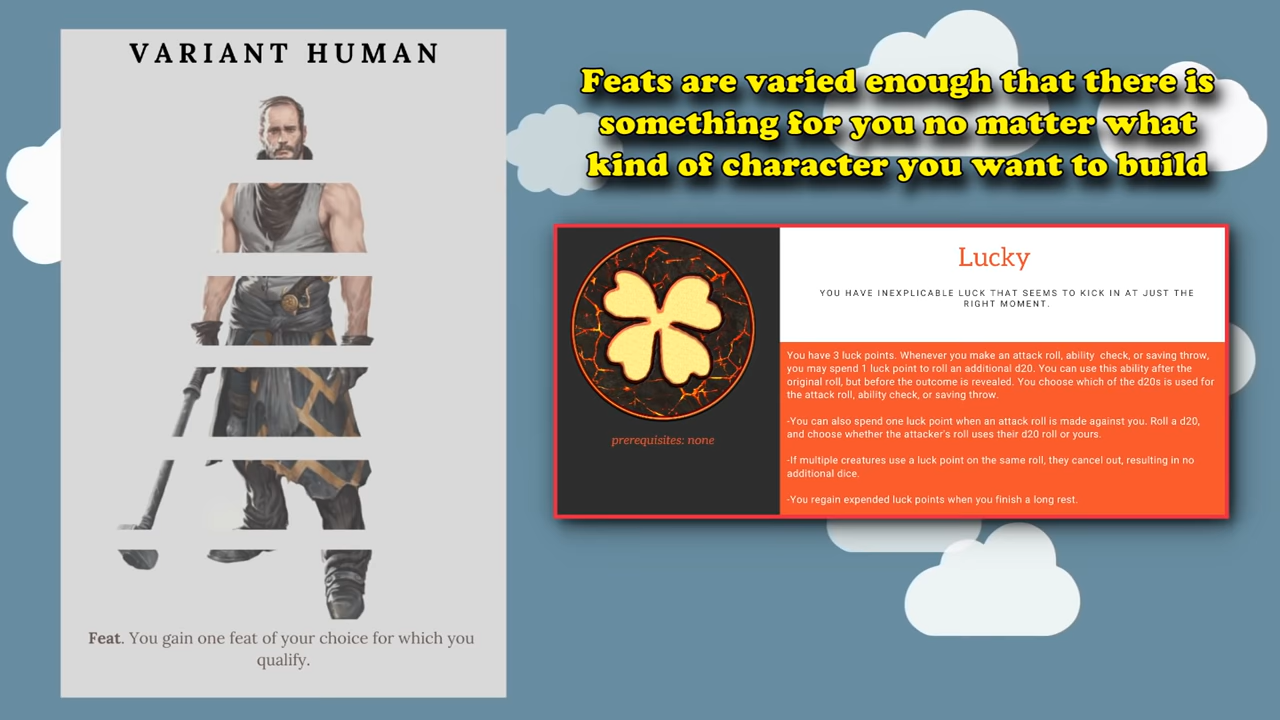 VARIANT HUMAN
Feat. You gain one feat of your choice for which you
qualify.
Feats are varied enough that there is
something for you no matter what
kind of character you want to build
Lucky
YOU HAVE INEXPLICABLE LUCK THAT SEEMS TO KICK IN AT JUST THE
RIGHT MOMENT.
prerequisites: none
You have 3 luck points. Whenever you make an attack roll, ability check, or saving throw,
you may spend 1 luck point to roll an additional d20. You can use this ability after the
original roll, but before the outcome is revealed. You choose which of the d20s is used for
the attack roll, ability check, or saving throw.
-You can also spend one luck point when an attack roll is made against you. Roll a d20,
and choose whether the attacker's roll uses their d20 roll or yours.
-If multiple creatures use a luck point on the same roll, they cancel out, resulting in no
additional dice.
-You regain expended luck points when you finish a long rest.